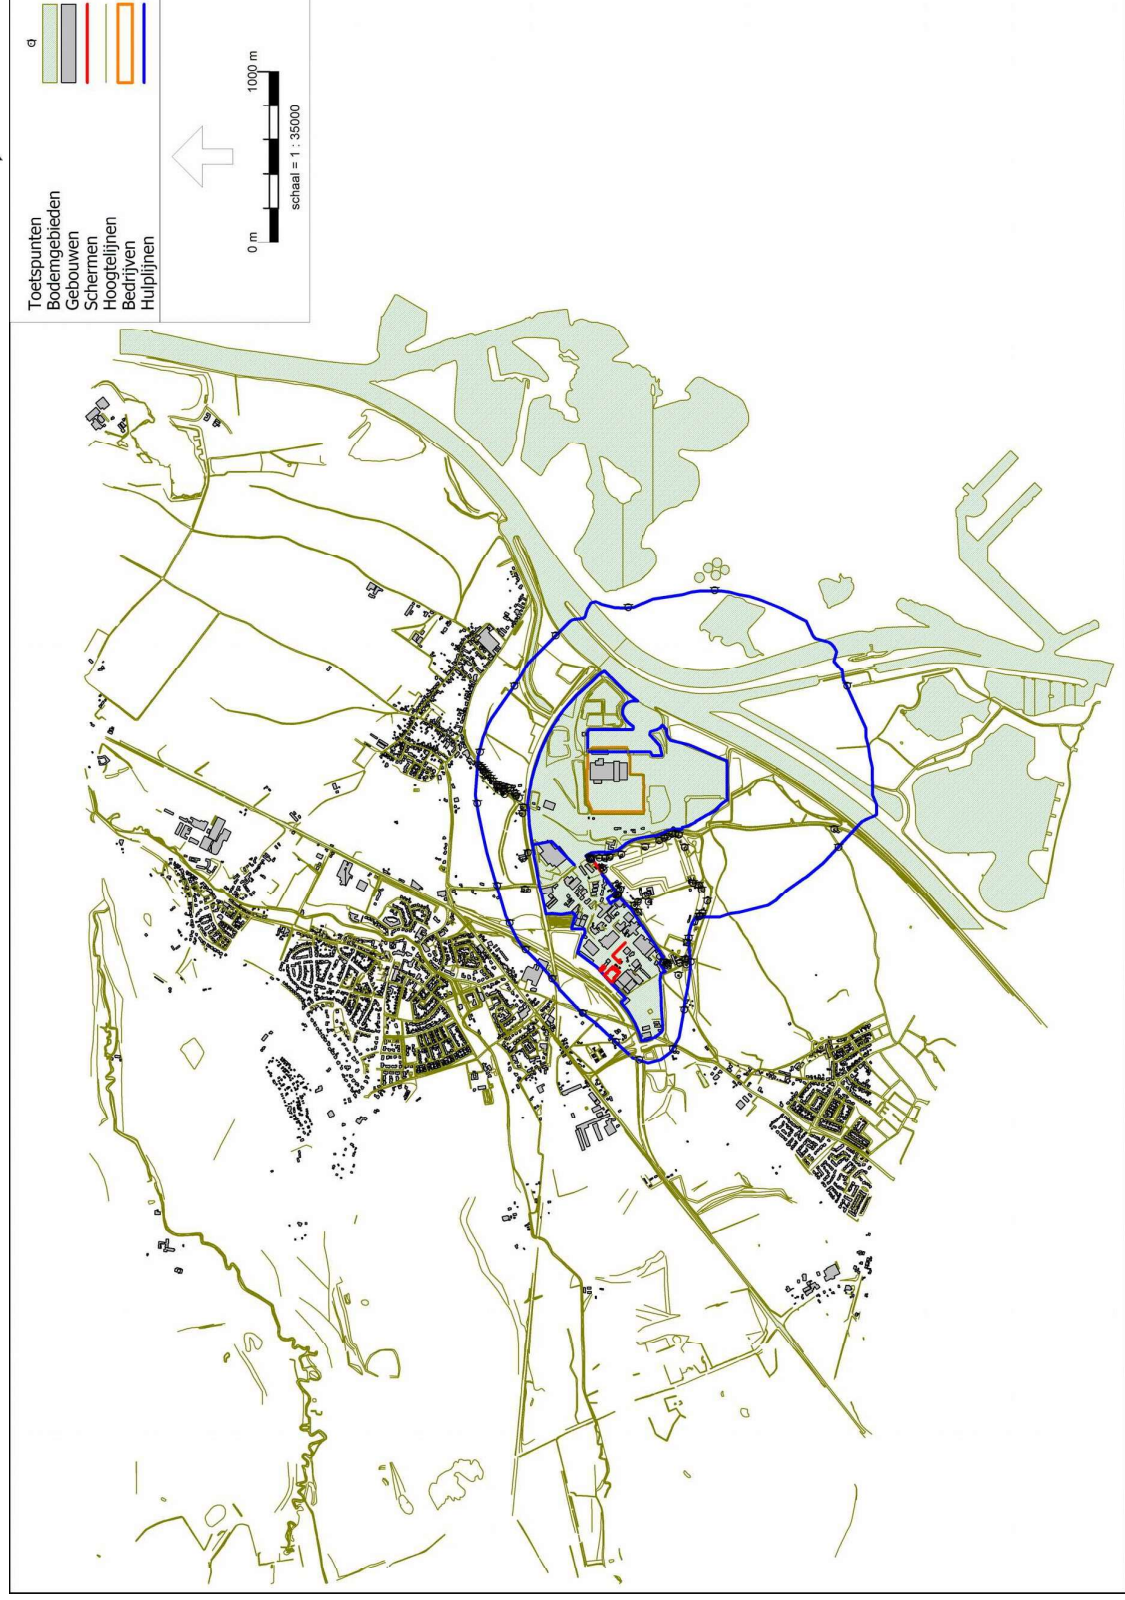 Toetspunten
Bodemgebieden
Gebouwen
Schermen
Hoogtelijnen
Bedrijven
Hulplijnen
0 m
1000 m
schaal = 1 : 35000